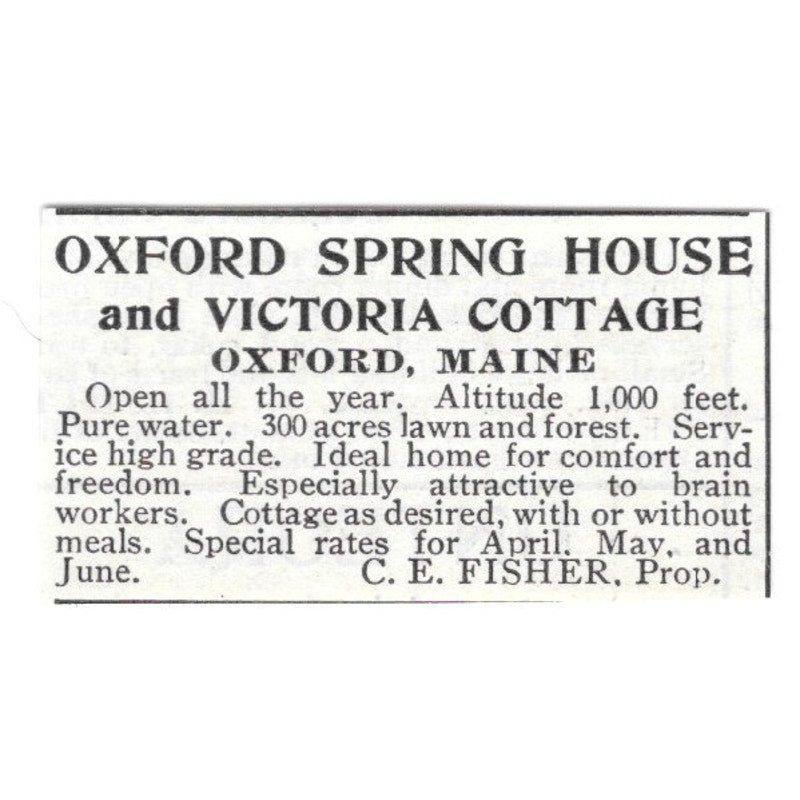 OXFORD SPRING HOUSE
and VICTORIA COTTAGE
OXFORD, MAINE
Open all the year. Altitude 1,000 feet.
Pure water. 300 acres lawn and forest. Serv-
ice high grade. Ideal home for comfort and
freedom. Especially attractive to brain
workers. Cottage as desired, with or without
meals. Special rates for April, May, and
June. C. E. FISHER, Prop.